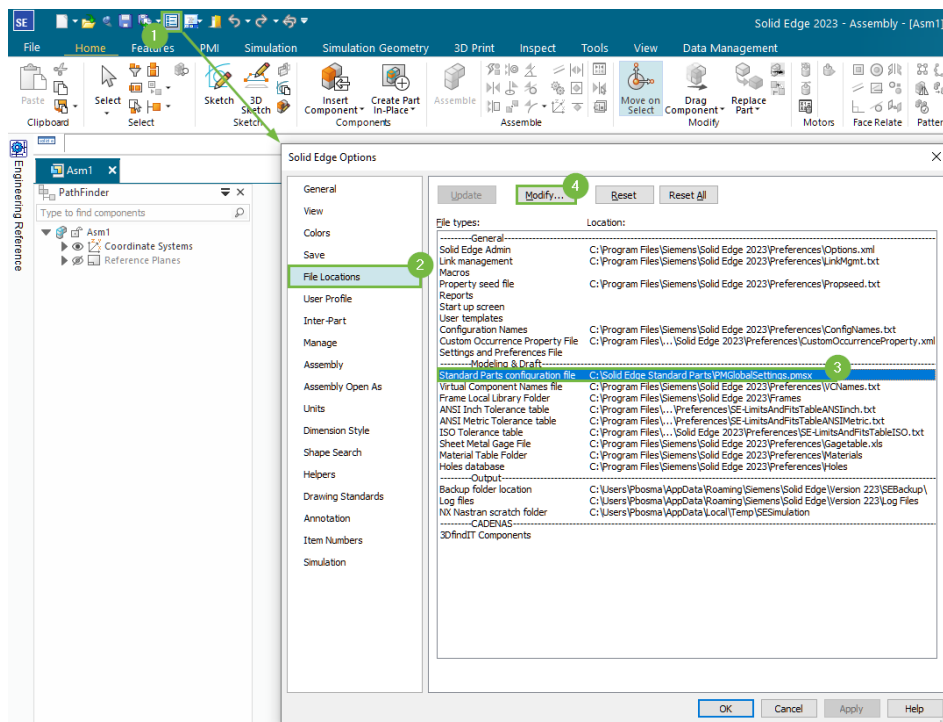 SE
Solid Edge 2023 - Assembly - [Asm1]
1
File Home Features PMI Simulation Simulation Geometry 3D Print Inspect Tools View Data Management
Paste
Select
Sketch
3D
Sketch
Insert
Component
Create Part
In-Place
Assemble
Move on
Select
Drag
Component
Replace
Part
Clipboard Select Sketch Components Assemble Modify Motors Face Relate Patter
Engineering Reference
Asm1
PathFinder
Type to find components
Asm1
Coordinate Systems
Reference Planes
Solid Edge Options
General
View
Colors
Save
File Locations
2
User Profile
Inter-Part
Manage
Assembly
Assembly Open As
Units
Dimension Style
Shape Search
Helpers
Drawing Standards
Annotation
Item Numbers
Simulation
4
Update Modify... Reset Reset All
File types: Location:
---------General---------
Solid Edge Admin C:\Program Files\Siemens\Solid Edge 2023\Preferences\Options.xml
Link management C:\Program Files\Siemens\Solid Edge 2023\Preferences\LinkMgmt.txt
Macros
Property seed file C:\Program Files\Siemens\Solid Edge 2023\Preferences\Propseed.txt
Reports
Start up screen
User templates
Configuration Names C:\Program Files\Siemens\Solid Edge 2023\Preferences\ConfigNames.txt
Custom Occurrence Property File C:\Program Files\...\Solid Edge 2023\Preferences\CustomOccurrenceProperty.xml
Settings and Preferences File
---------Modeling & Draft---------
3
Standard Parts configuration file C:\Solid Edge Standard Parts\PMGlobalSettings.pmsx
Virtual Component Names file C:\Program Files\Siemens\Solid Edge 2023\Preferences\VCNames.txt
Frame Local Library Folder C:\Program Files\Siemens\Solid Edge 2023\Frames
ANSI Inch Tolerance table C:\Program Files\...\Preferences\SE-LimitsAndFitsTableANSIInch.txt
ANSI Metric Tolerance table C:\Program Files\...\Preferences\SE-LimitsAndFitsTableANSIMetric.txt
ISO Tolerance table C:\Program Files\...\Solid Edge 2023\Preferences\SE-LimitsAndFitsTableISO.txt
Sheet Metal Gage File C:\Program Files\Siemens\Solid Edge 2023\Preferences\Gagetable.xls
Material Table Folder C:\Program Files\Siemens\Solid Edge 2023\Preferences\Materials
Holes database C:\Program Files\Siemens\Solid Edge 2023\Preferences\Holes
---------Output---------
Backup folder location C:\Users\Pbosma\AppData\Roaming\Siemens\Solid Edge\Version 223\SEBackup\
Log files C:\Users\Pbosma\AppData\Roaming\Siemens\Solid Edge\Version 223\Log Files
NX Nastran scratch folder C:\Users\Pbosma\AppData\Local\Temp\SESimulation
---------CADENAS---------
3DfindIT Components
OK Cancel Apply Help